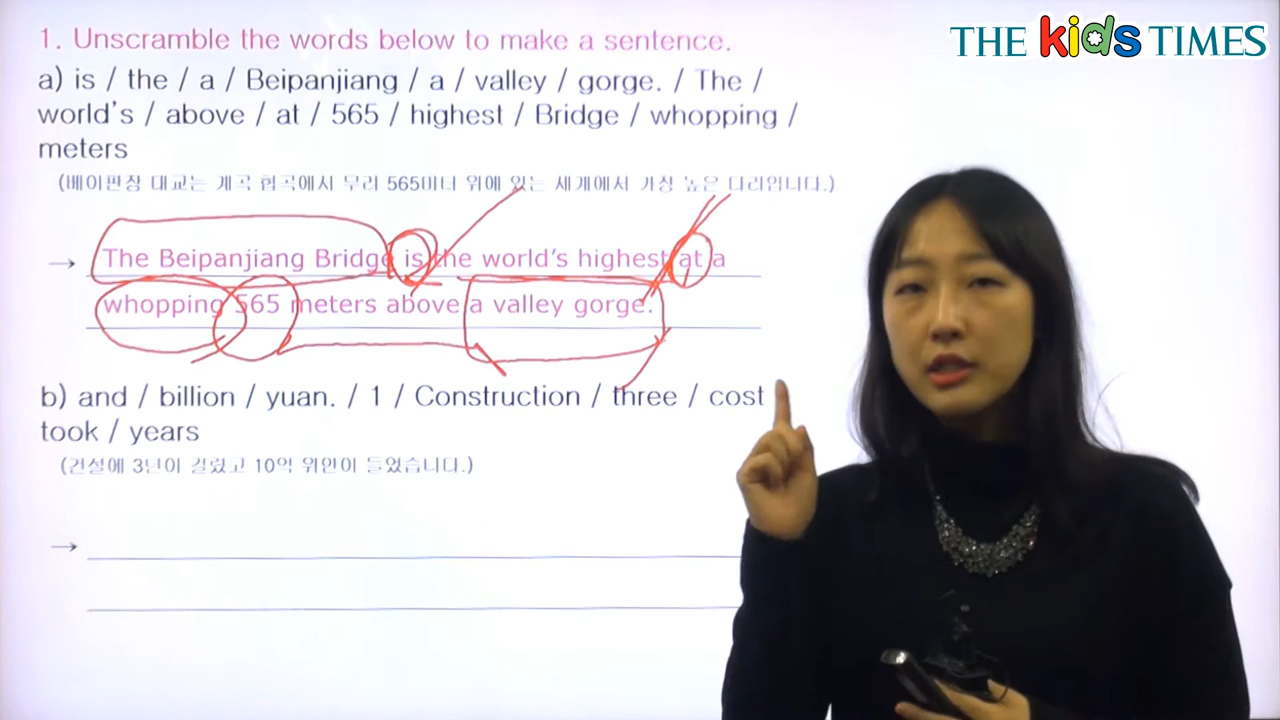 THE kids TIMES
1. Unscramble the words below to make a sentence.
a) is / the / a / Beipanjiang / a / valley / gorge. / The /
world's / above / at / 565 / highest / Bridge / whopping /
meters
(베이판장 대교는 계곡 협곡에서 무려 565미터 위에 있는 세계에서 가장 높은 다리입니다.)
→ The Beipanjiang Bridge is the world's highest at a
whopping 565 meters above a valley gorge.
b) and / billion / yuan. / 1 / Construction / three / cost
took / years
(건설에 3년이 걸렸고 10억 위안이 들었습니다.)
→